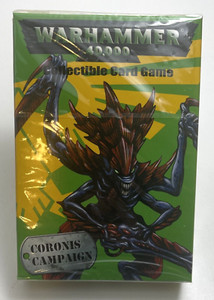 WARHAMMER
40,000
Collectible Card Game
CORONIS
CAMPAIGN